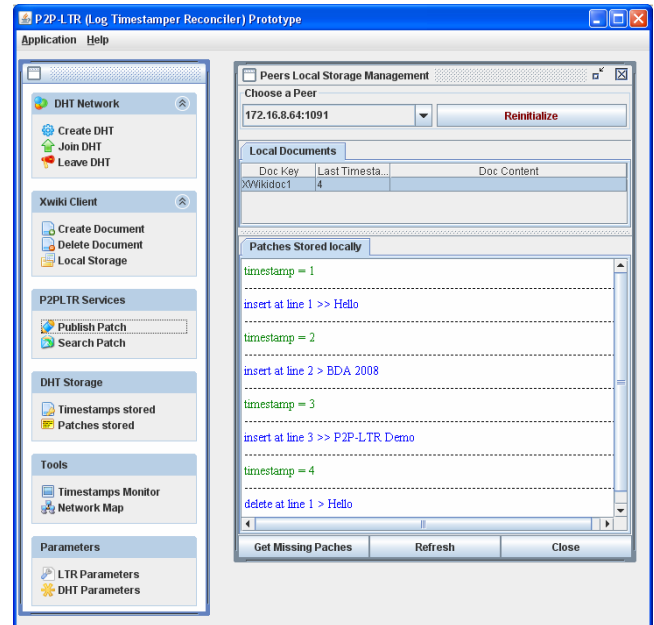 P2P-LTR (Log Timestamper Reconciler) Prototype
Application Help
DHT Network
Create DHT
Join DHT
Leave DHT
Xwiki Client
Create Document
Delete Document
Local Storage
P2PLTR Services
Publish Patch
Search Patch
DHT Storage
Timestamps stored
Patches stored
Tools
Timestamps Monitor
Network Map
Parameters
LTR Parameters
DHT Parameters
Peers Local Storage Management
Choose a Peer
172.16.8.64:1091 Reinitialize
Local Documents
Doc Key Last Timesta... Doc Content
XWikidoc1 4
Patches Stored locally
timestamp = 1
insert at line 1 >> Hello
timestamp = 2
insert at line 2 > BDA 2008
timestamp = 3
insert at line 3 >> P2P-LTR Demo
timestamp = 4
delete at line 1 > Hello
Get Missing Paches Refresh Close